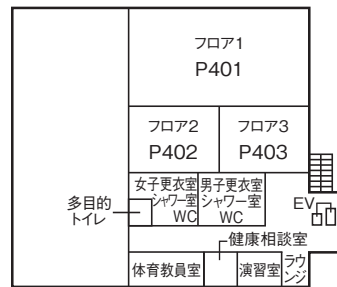 フロア1
P401
フロア2
P402
フロア3
P403
女子更衣室
シャワー室
WC
男子更衣室
シャワー室
WC
多目的
トイレ
EV
健康相談室
体育教員室
演習室
ラウ
ンジ